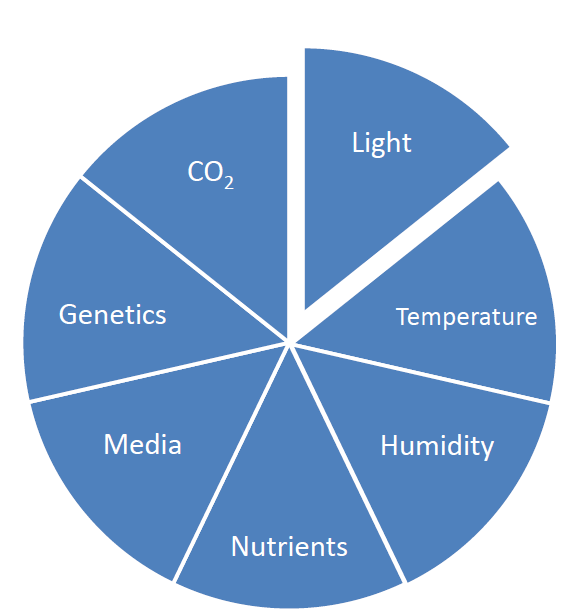 Light
CO₂
Genetics
Temperature
Media
Humidity
Nutrients